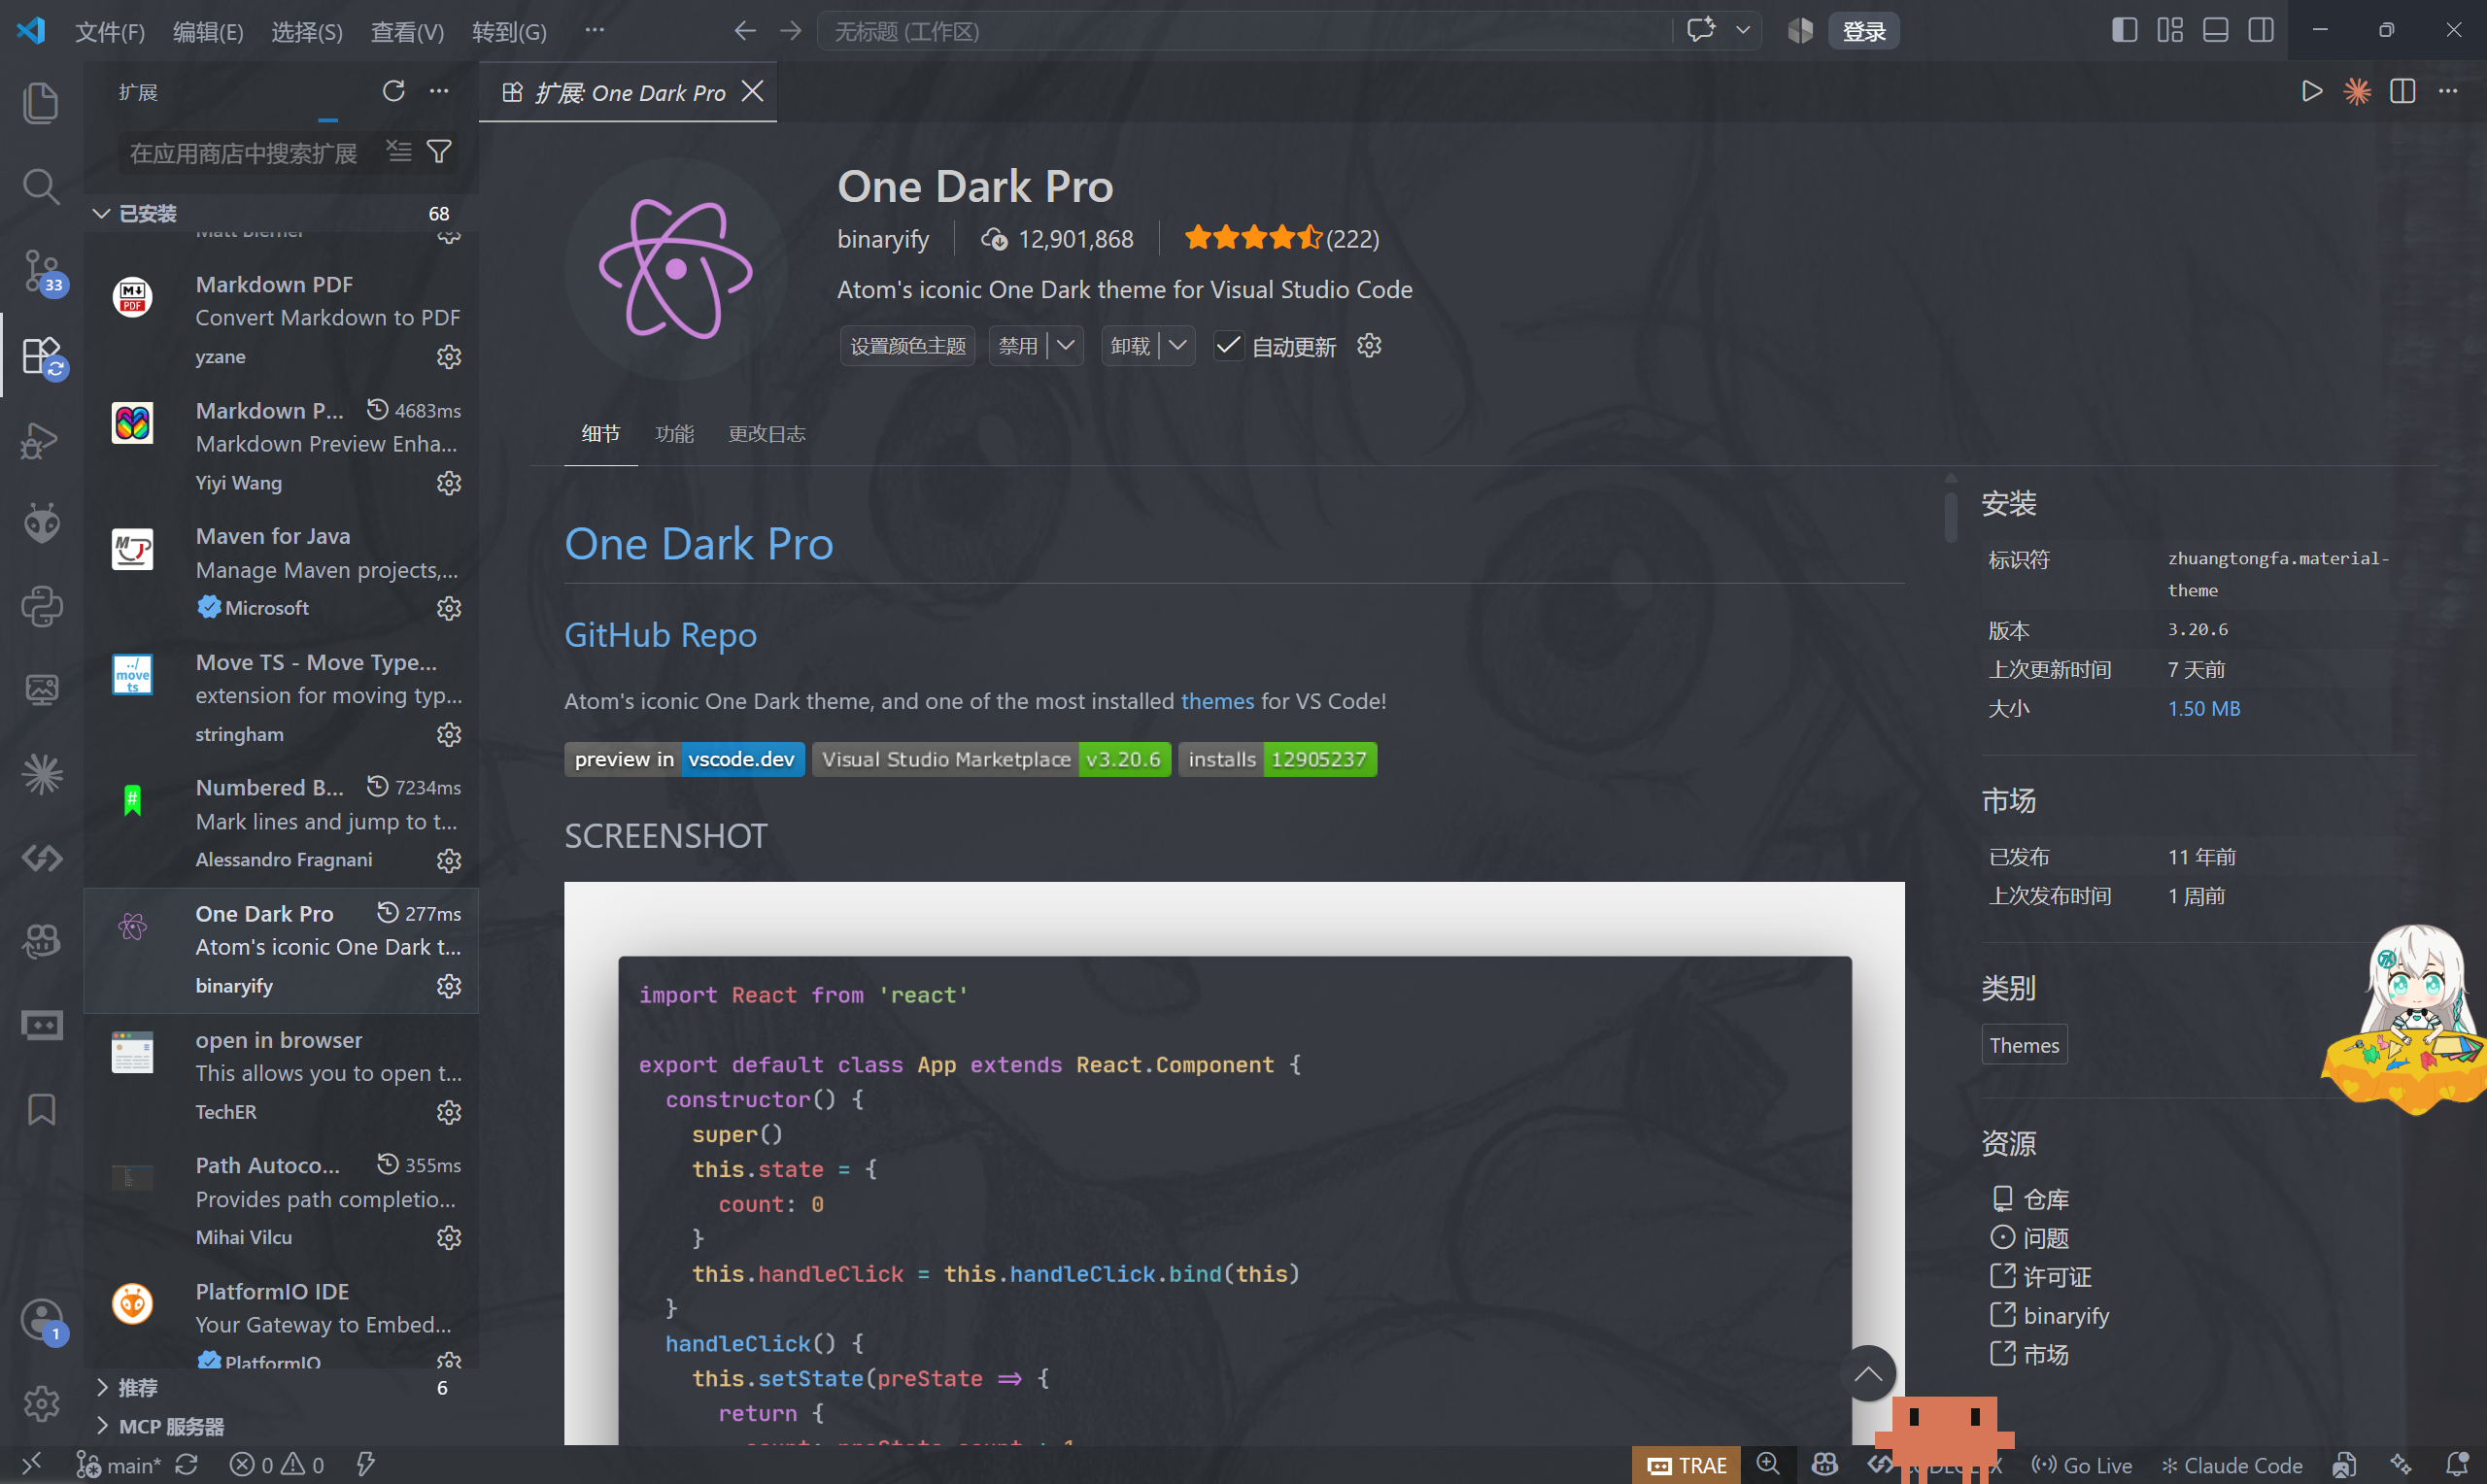 文件(F) 编辑(E) 选择(S) 查看(V) 转到(G) ··· 无标题 (工作区) 登录
扩展
在应用商店中搜索扩展
已安装 68
Markdown PDF
Convert Markdown to PDF
yzane
Markdown P... 4683ms
Markdown Preview Enha...
Yiyi Wang
Maven for Java
Manage Maven projects,...
Microsoft
Move TS - Move Type...
extension for moving typ...
stringham
Numbered B... 7234ms
Mark lines and jump to t...
Alessandro Fragnani
One Dark Pro 277ms
Atom's iconic One Dark t...
binaryify
open in browser
This allows you to open t...
TechER
Path Autoco... 355ms
Provides path completio...
Mihai Vilcu
PlatformIO IDE
Your Gateway to Embed...
PlatformIO
推荐 6
MCP 服务器
33
1
扩展: One Dark Pro
One Dark Pro
binaryify 12,901,868 (222)
Atom's iconic One Dark theme for Visual Studio Code
设置颜色主题 禁用 卸载 自动更新
细节 功能 更改日志
One Dark Pro
GitHub Repo
Atom's iconic One Dark theme, and one of the most installed themes for VS Code!
preview in vscode.dev Visual Studio Marketplace v3.20.6 installs 12905237
SCREENSHOT
import React from 'react'
export default class App extends React.Component {
constructor() {
super()
this.state = {
count: 0
}
this.handleClick = this.handleClick.bind(this)
}
handleClick() {
this.setState(preState ⇒ {
return {
安装
标识符 zhuangtongfa.material-
theme
版本 3.20.6
上次更新时间 7 天前
大小 1.50 MB
市场
已发布 11 年前
上次发布时间 1 周前
类别
Themes
资源
仓库
问题
许可证
binaryify
市场
main* 0 0 TRAE Go Live Claude Code